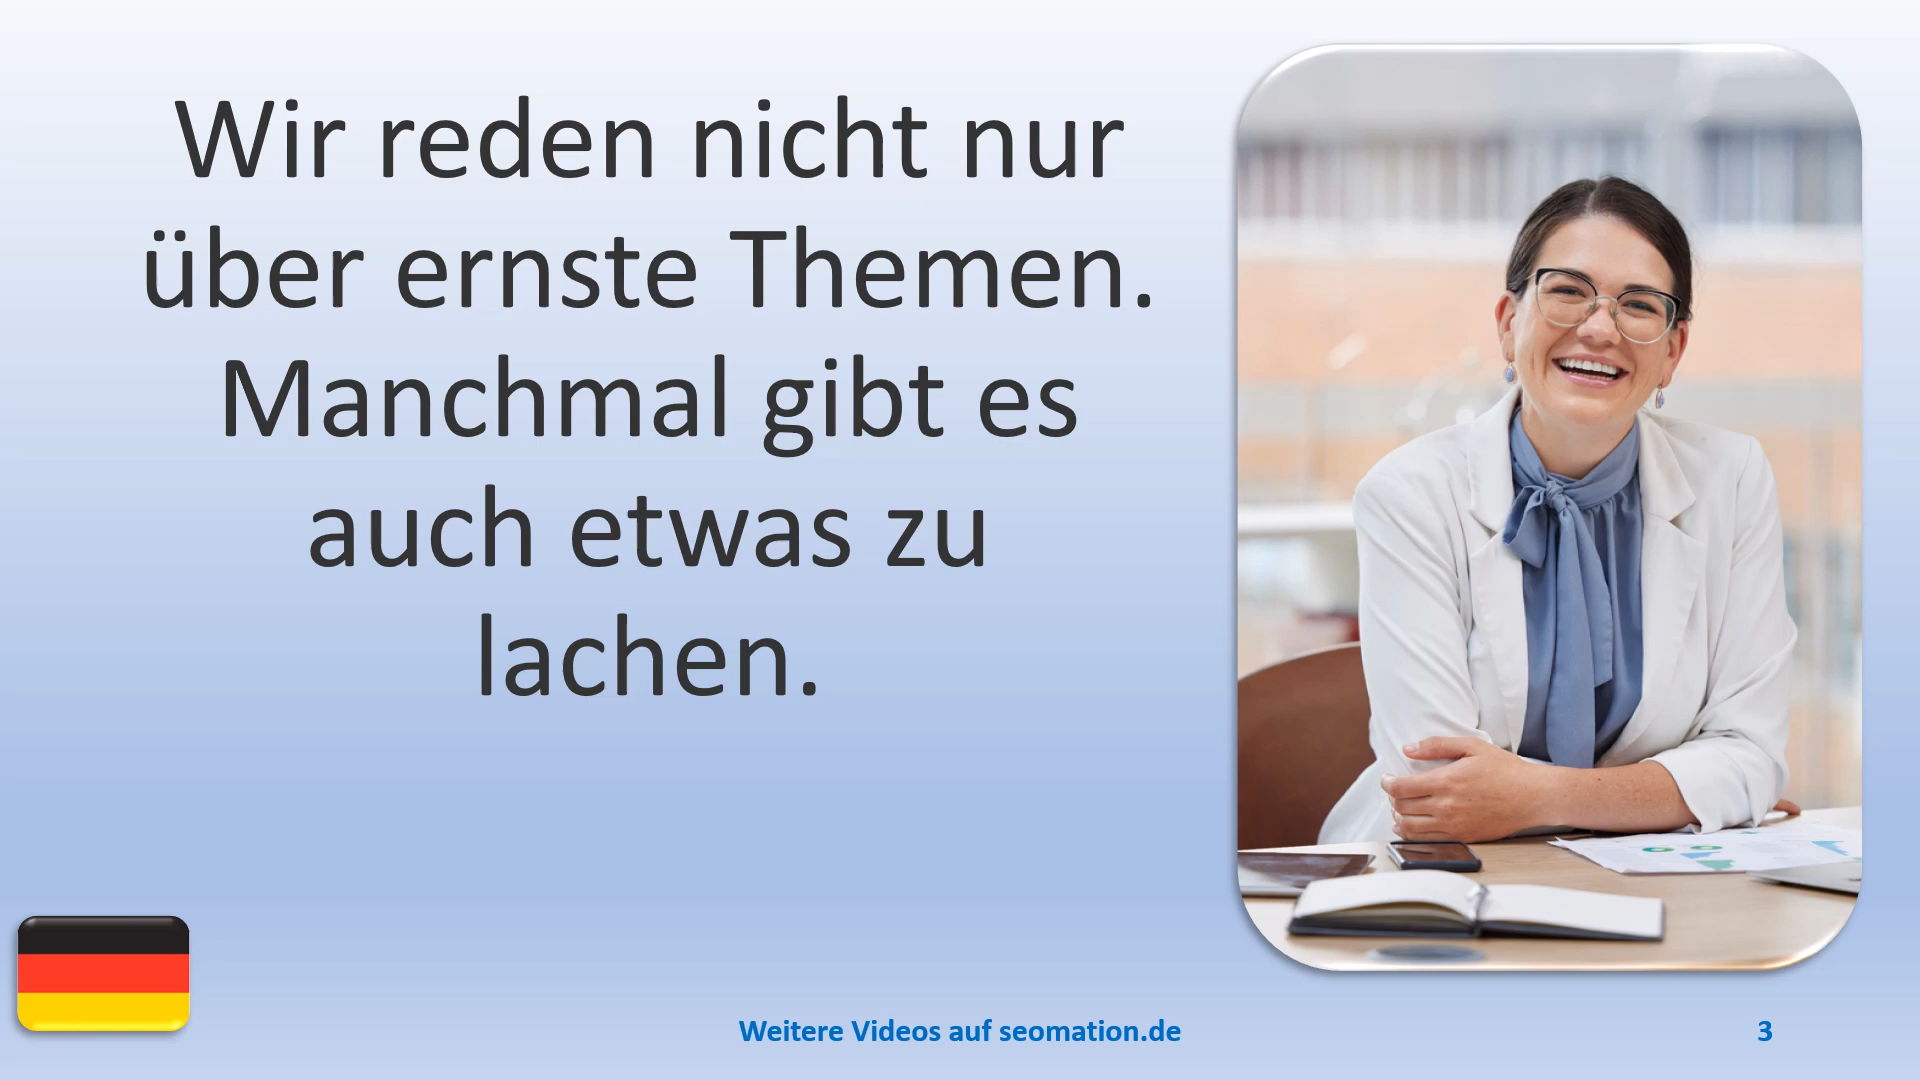 Wir reden nicht nur
über ernste Themen.
Manchmal gibt es
auch etwas zu
lachen.
Weitere Videos auf seomation.de
3